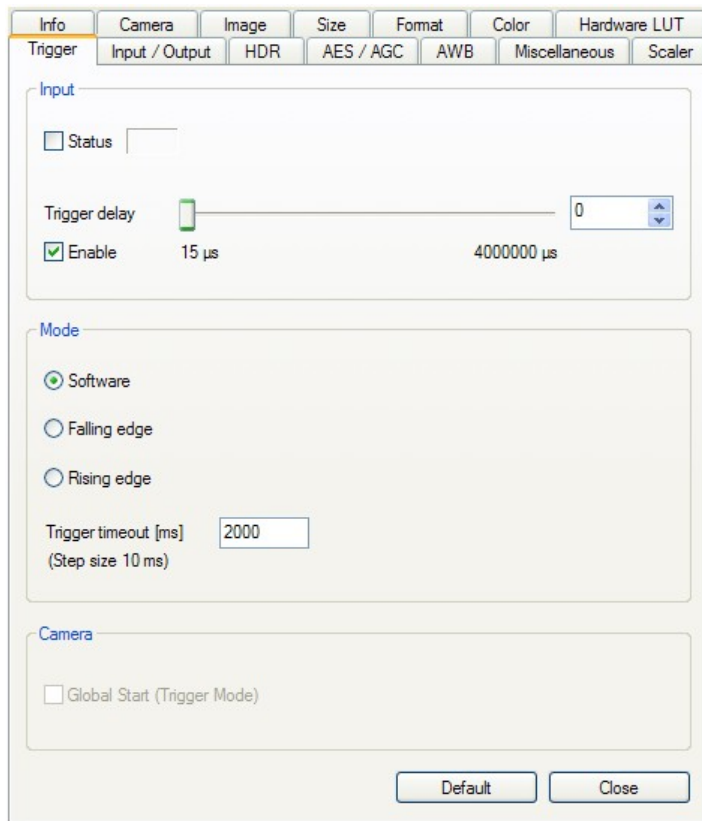 Info Camera Image Size Format Color Hardware LUT
Trigger Input / Output HDR AES / AGC AWB Miscellaneous Scaler
Input
Status
Trigger delay 0
Enable 15 µs 4000000 µs
Mode
Software
Falling edge
Rising edge
Trigger timeout [ms] 2000
(Step size 10 ms)
Camera
Global Start (Trigger Mode)
Default Close